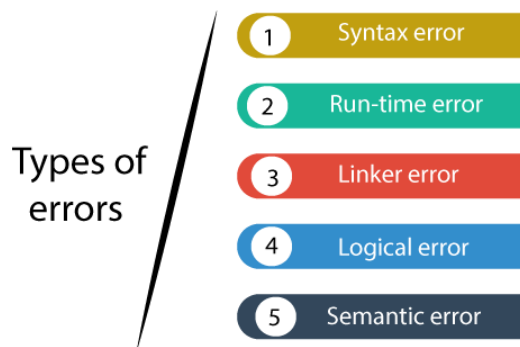 Types of
errors
1 Syntax error
2 Run-time error
3 Linker error
4 Logical error
5 Semantic error